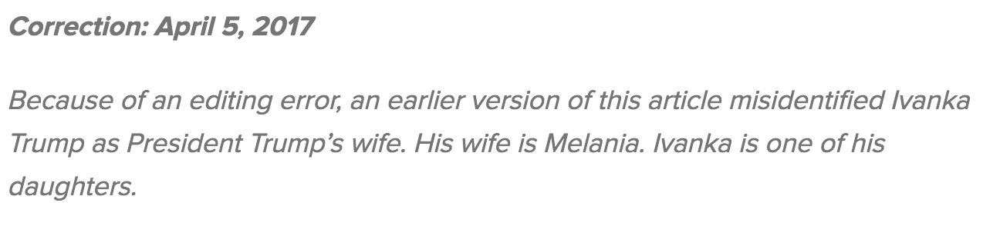 Correction: April 5, 2017
Because of an editing error, an earlier version of this article misidentified Ivanka
Trump as President Trump’s wife. His wife is Melania. Ivanka is one of his
daughters.